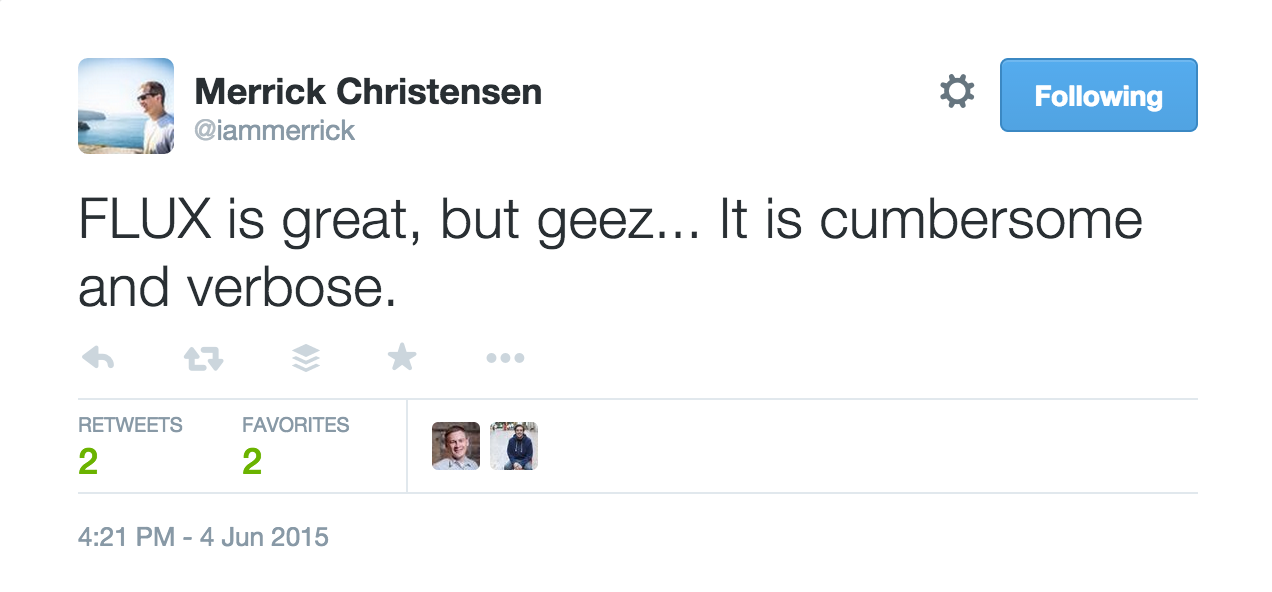 Merrick Christensen
@iammerrick
Following
FLUX is great, but geez... It is cumbersome
and verbose.
RETWEETS FAVORITES
2 2
4:21 PM - 4 Jun 2015